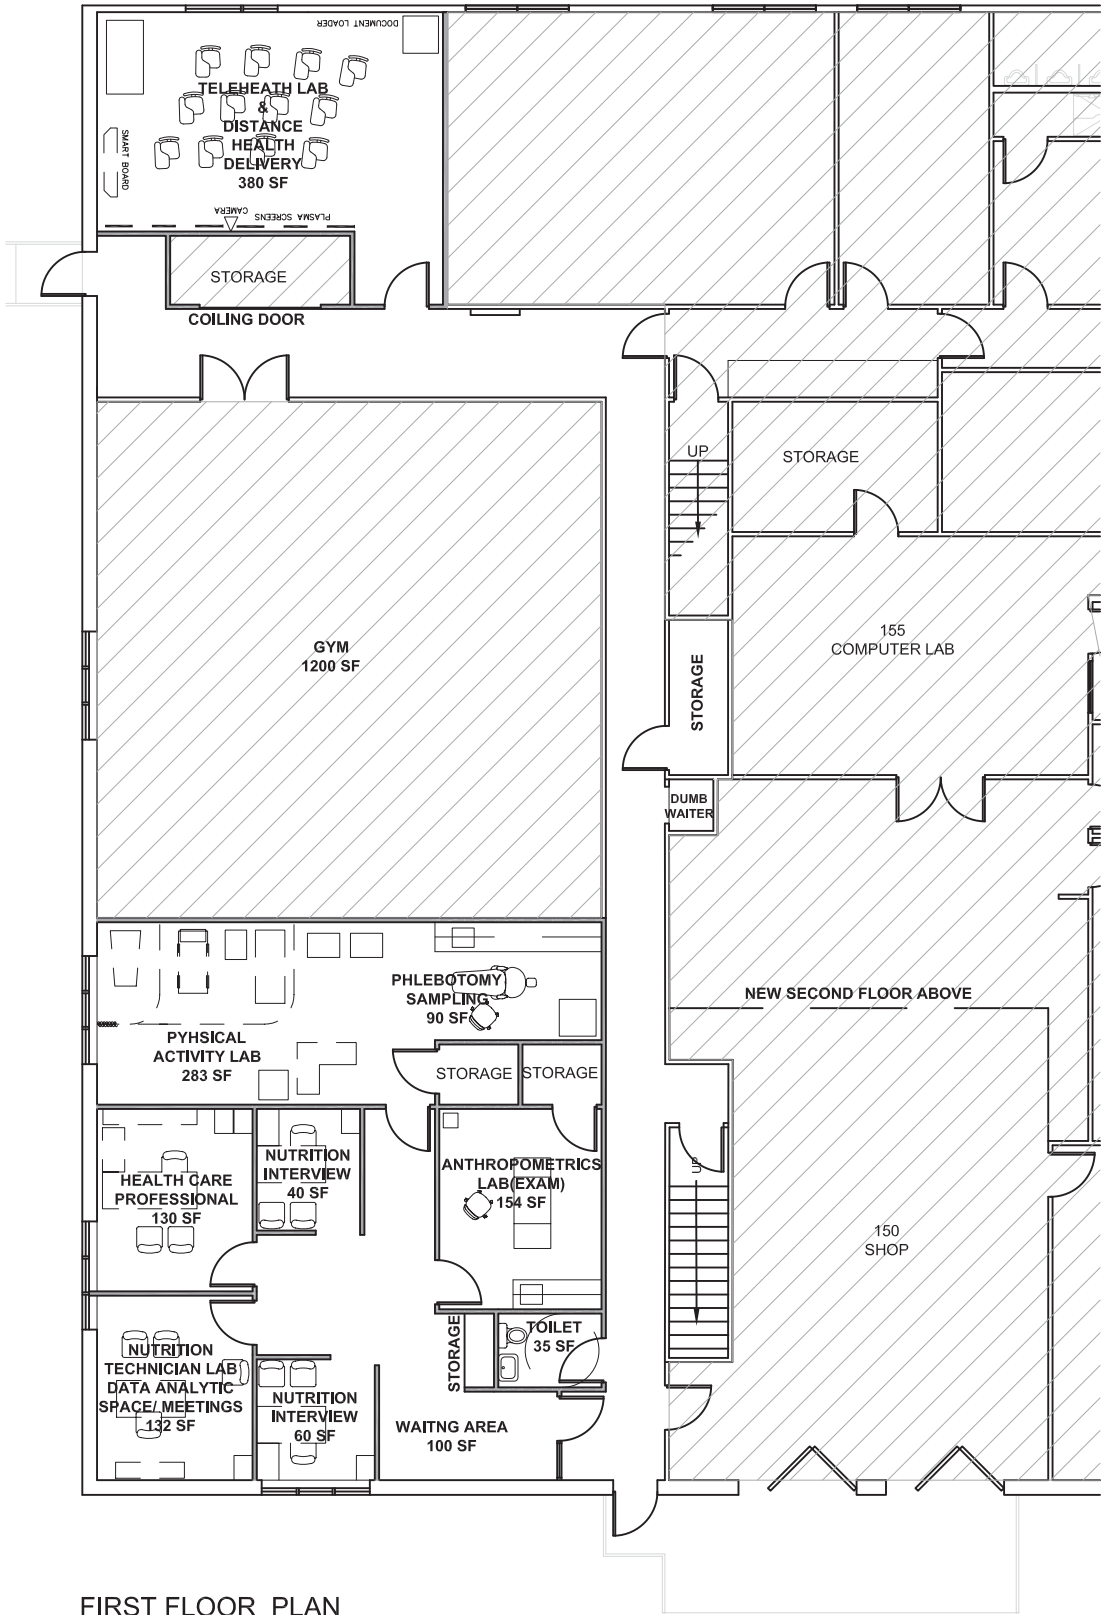 DOCUMENT LOADER
TELEHEATH LAB
&
DISTANCE
HEALTH
DELIVERY
380 SF
SMART BOARD
CAMERA
PLASMA SCREENS
STORAGE
COILING DOOR
UP
STORAGE
GYM
1200 SF
155
COMPUTER LAB
STORAGE
DUMB
WAITER
PHLEBOTOMY
SAMPLING
90 SF
NEW SECOND FLOOR ABOVE
PYHSICAL
ACTIVITY LAB
283 SF
STORAGE
STORAGE
NUTRITION
INTERVIEW
40 SF
ANTHROPOMETRICS
LAB(EXAM)
154 SF
HEALTH CARE
PROFESSIONAL
130 SF
UP
150
SHOP
STORAGE
TOILET
35 SF
NUTRITION
TECHNICIAN LAB
DATA ANALYTIC
SPACE/ MEETINGS
132 SF
NUTRITION
INTERVIEW
60 SF
WAITNG AREA
100 SF
FIRST FLOOR PLAN